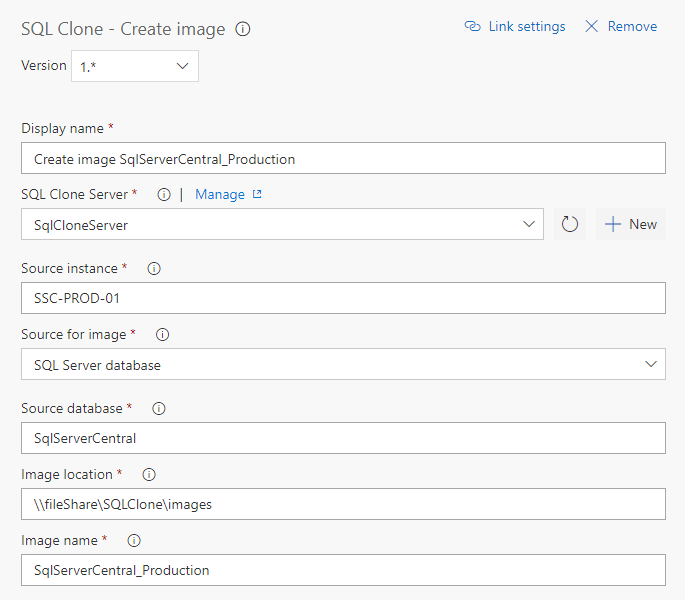 SQL Clone - Create image
Link settings
Remove
Version 1.*
Display name *
Create image SqlServerCentral_Production
SQL Clone Server * | Manage
SqlCloneServer
New
Source instance *
SSC-PROD-01
Source for image *
SQL Server database
Source database *
SqlServerCentral
Image location *
\\fileShare\SQLClone\images
Image name *
SqlServerCentral_Production